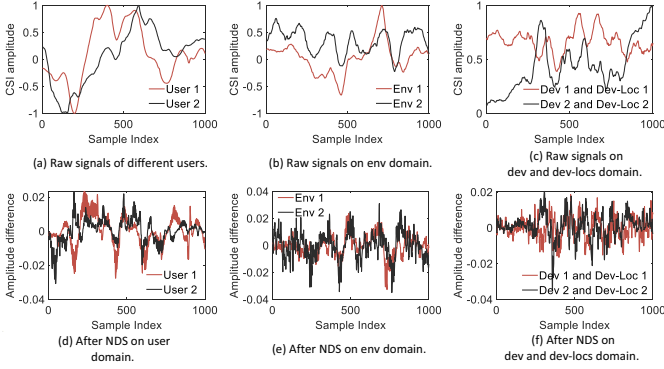 CSI amplitude
1
0.5
0
-0.5
-1
User 1
User 2
0
500
1000
Sample Index
(a) Raw signals of different users.
CSI amplitude
1
0.5
0
-0.5
-1
Env 1
Env 2
0
500
1000
Sample Index
(b) Raw signals on env domain.
CSI amplitude
1
0.5
0
Dev 1 and Dev-Loc 1
Dev 2 and Dev-Loc 2
0
500
1000
Sample Index
(c) Raw signals on
dev and dev-locs domain.
Amplitude difference
0.02
0
-0.02
-0.04
User 1
User 2
0
500
1000
Sample Index
(d) After NDS on user
domain.
Amplitude difference
0.04
0.02
0
-0.02
-0.04
Env 1
Env 2
0
500
1000
Sample Index
(e) After NDS on env domain.
Amplitude difference
0.02
0
-0.02
-0.04
Dev 1 and Dev-Loc 1
Dev 2 and Dev-Loc 2
0
500
1000
Sample Index
(f) After NDS on
dev and dev-locs domain.